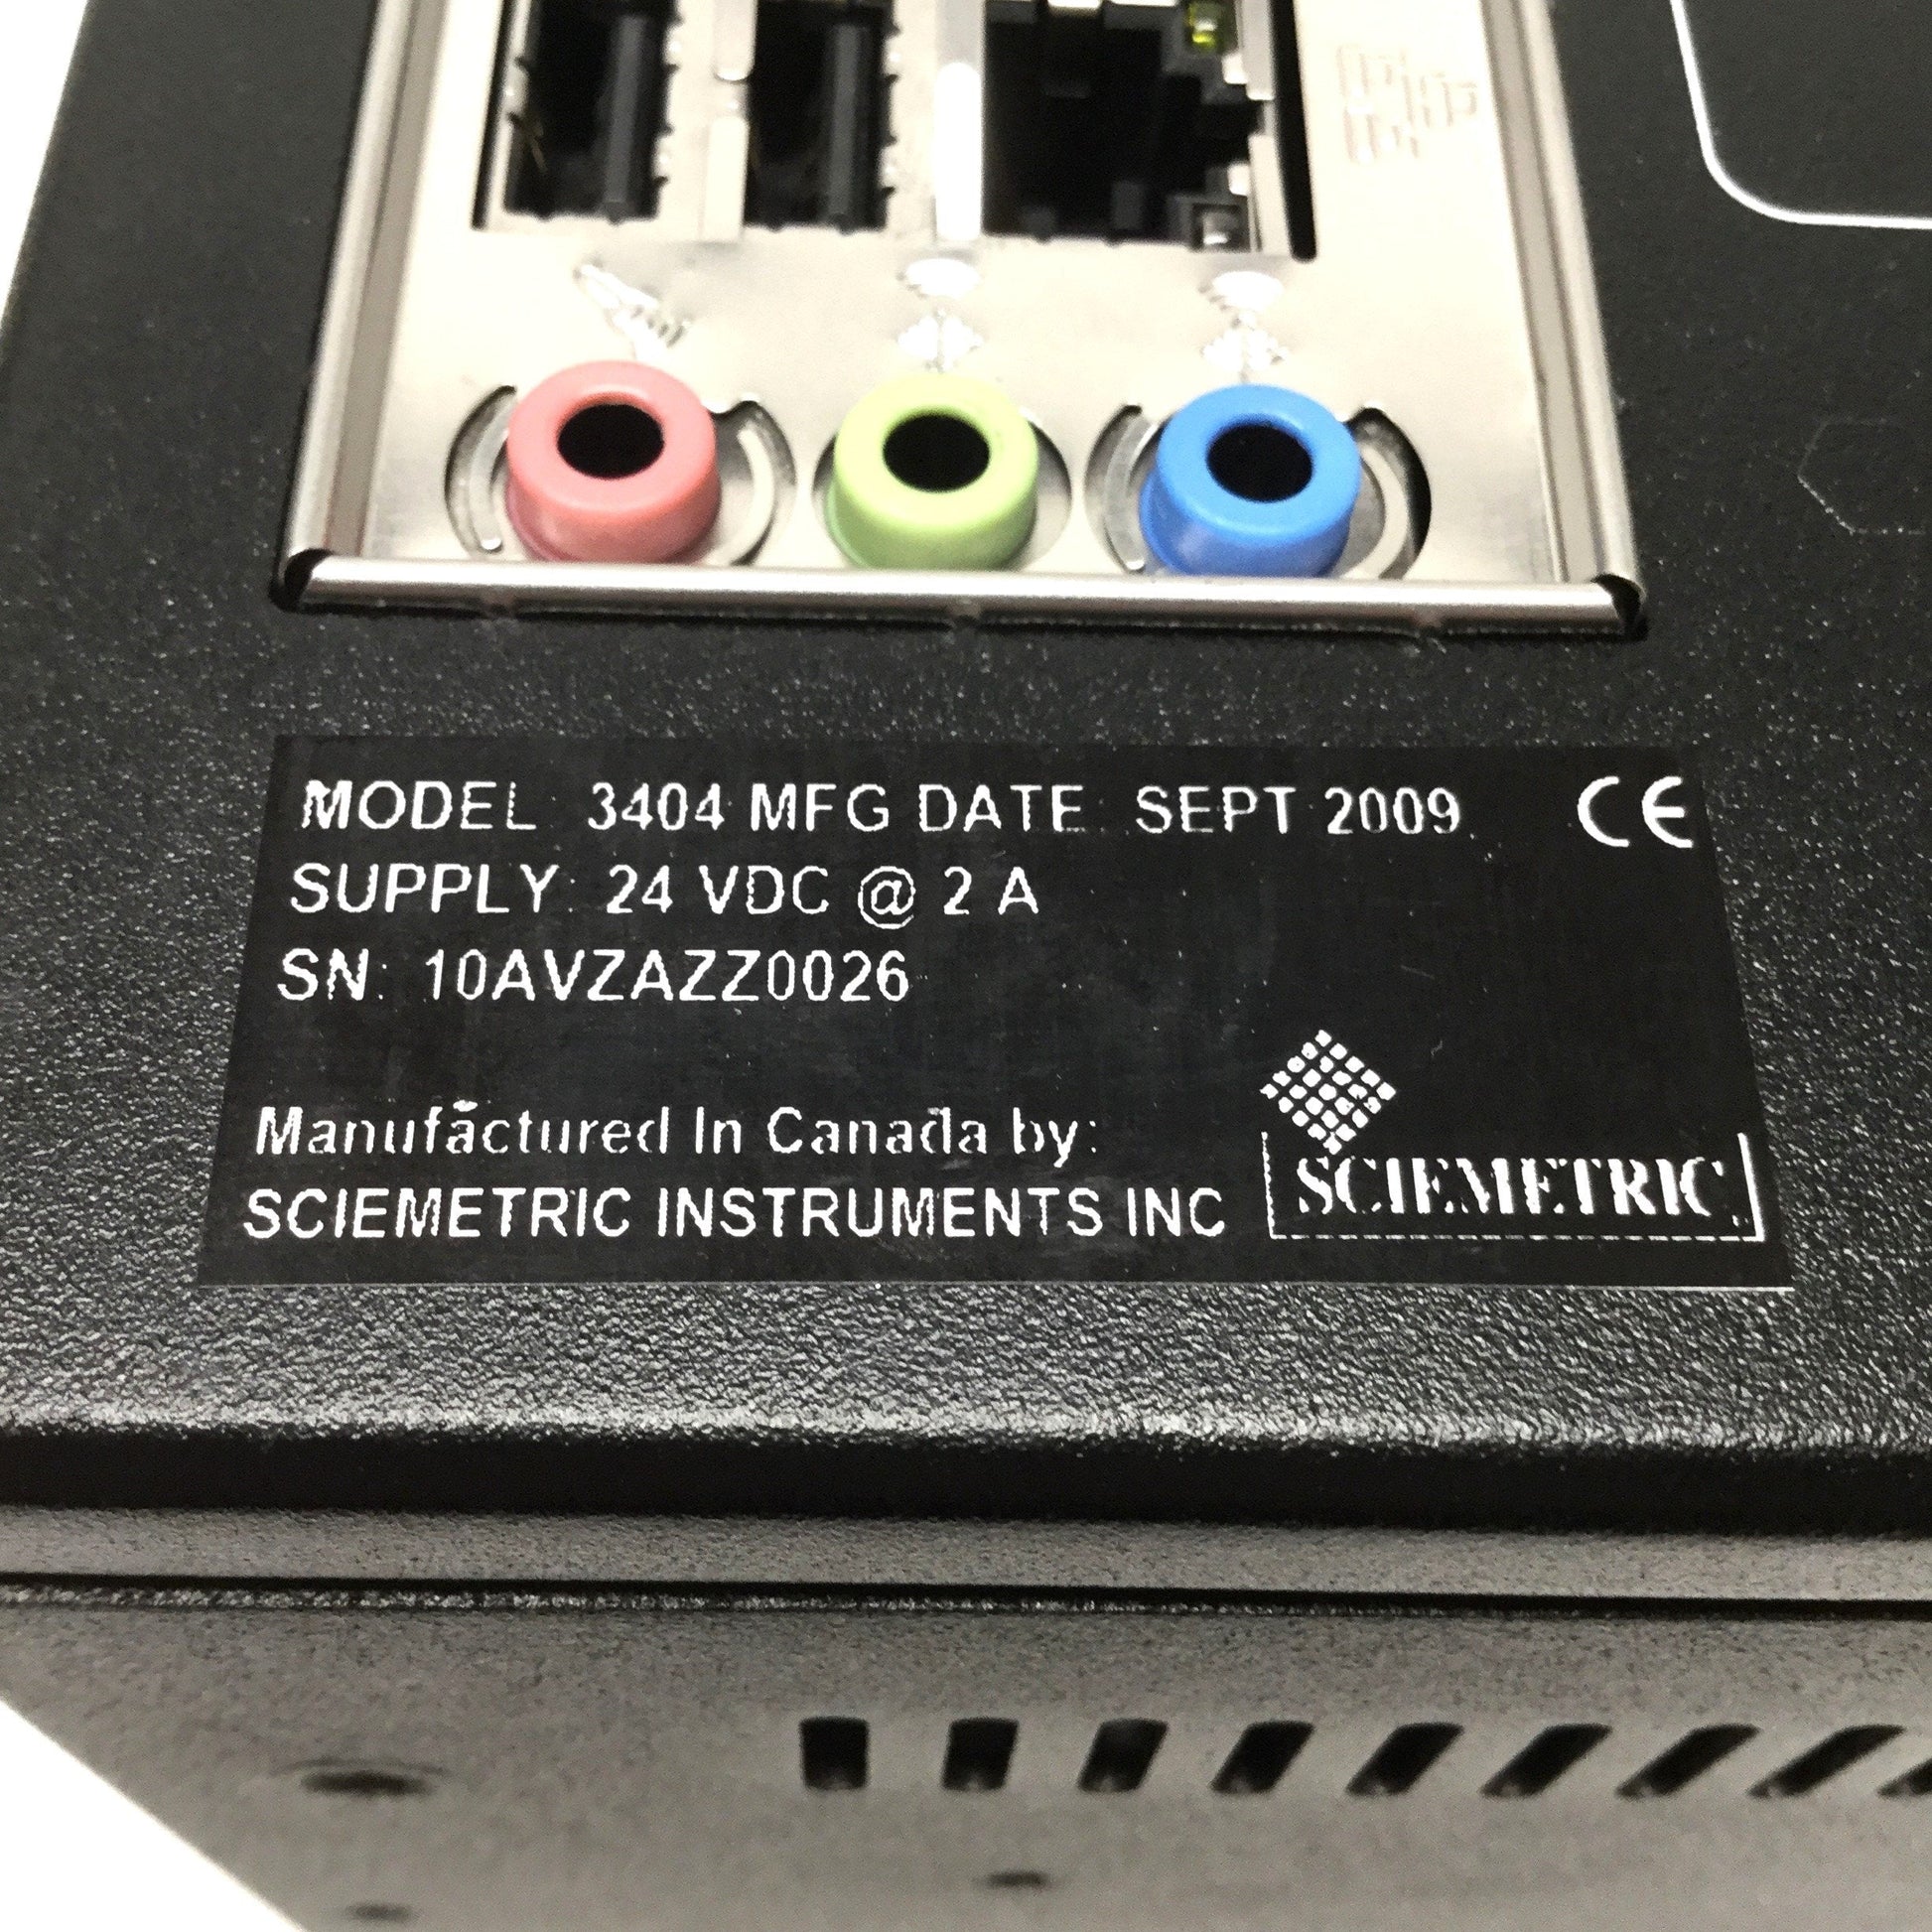 MODEL: 3404 MFG DATE: SEPT 2009
SUPPLY: 24 VDC @ 2 A
SN: 10AVZAZZ0026
Manufactured In Canada by:
SCIEMETRIC INSTRUMENTS INC
SCIEMETRIC
CE